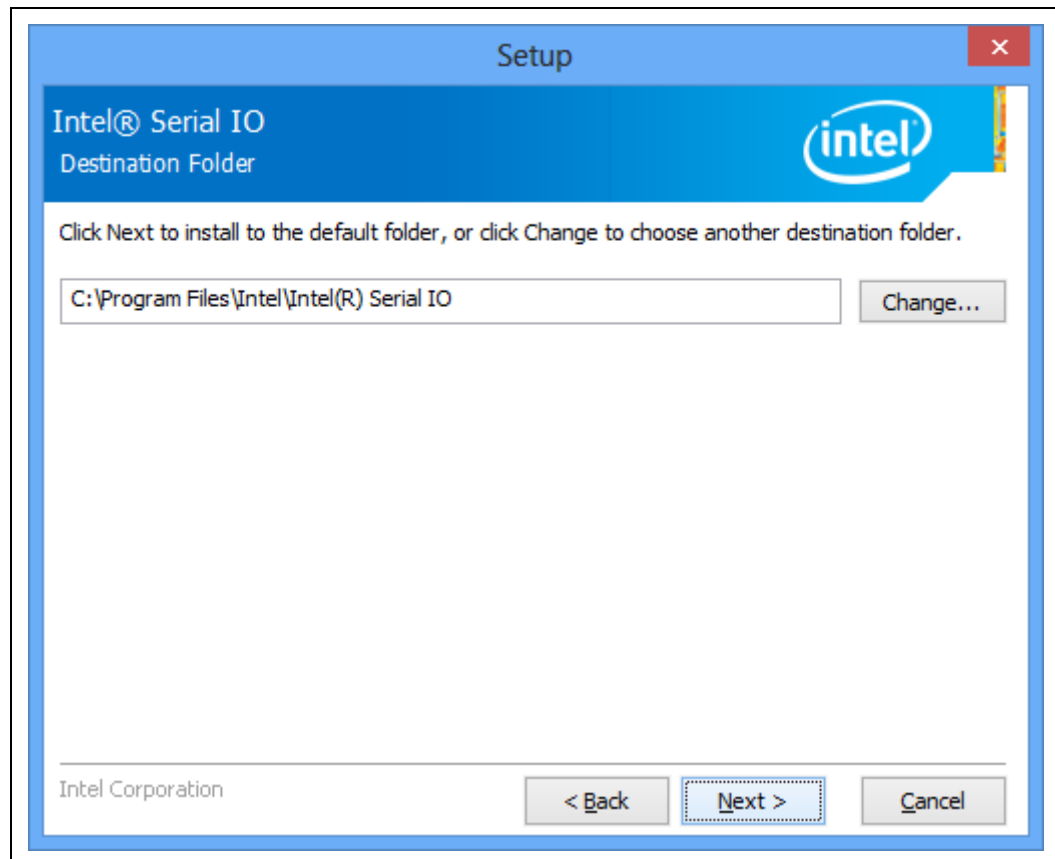 Setup
Intel® Serial IO
Destination Folder
intel
Click Next to install to the default folder, or click Change to choose another destination folder.
C:\Program Files\Intel\Intel(R) Serial IO
Change...
Intel Corporation
< Back
Next >
Cancel